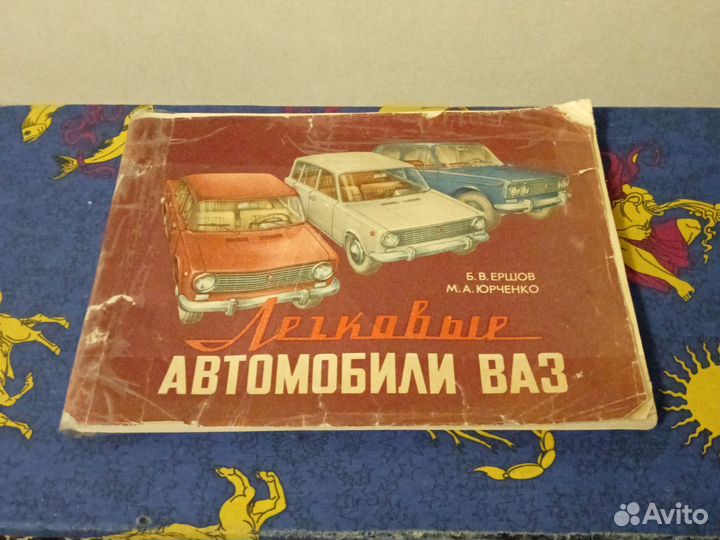 Б. В. ЕРШОВ
М. А. ЮРЧЕНКО
Легковые
АВТОМОБИЛИ ВАЗ
Avito